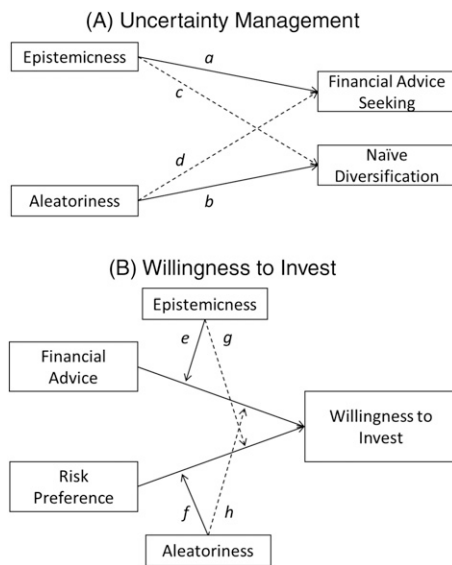 (A) Uncertainty Management
Epistemicness
a
Financial Advice
Seeking
c
d
Naïve
Diversification
Aleatoriness
b
(B) Willingness to Invest
Epistemicness
e
g
Financial
Advice
Willingness to
Invest
Risk
Preference
f
h
Aleatoriness